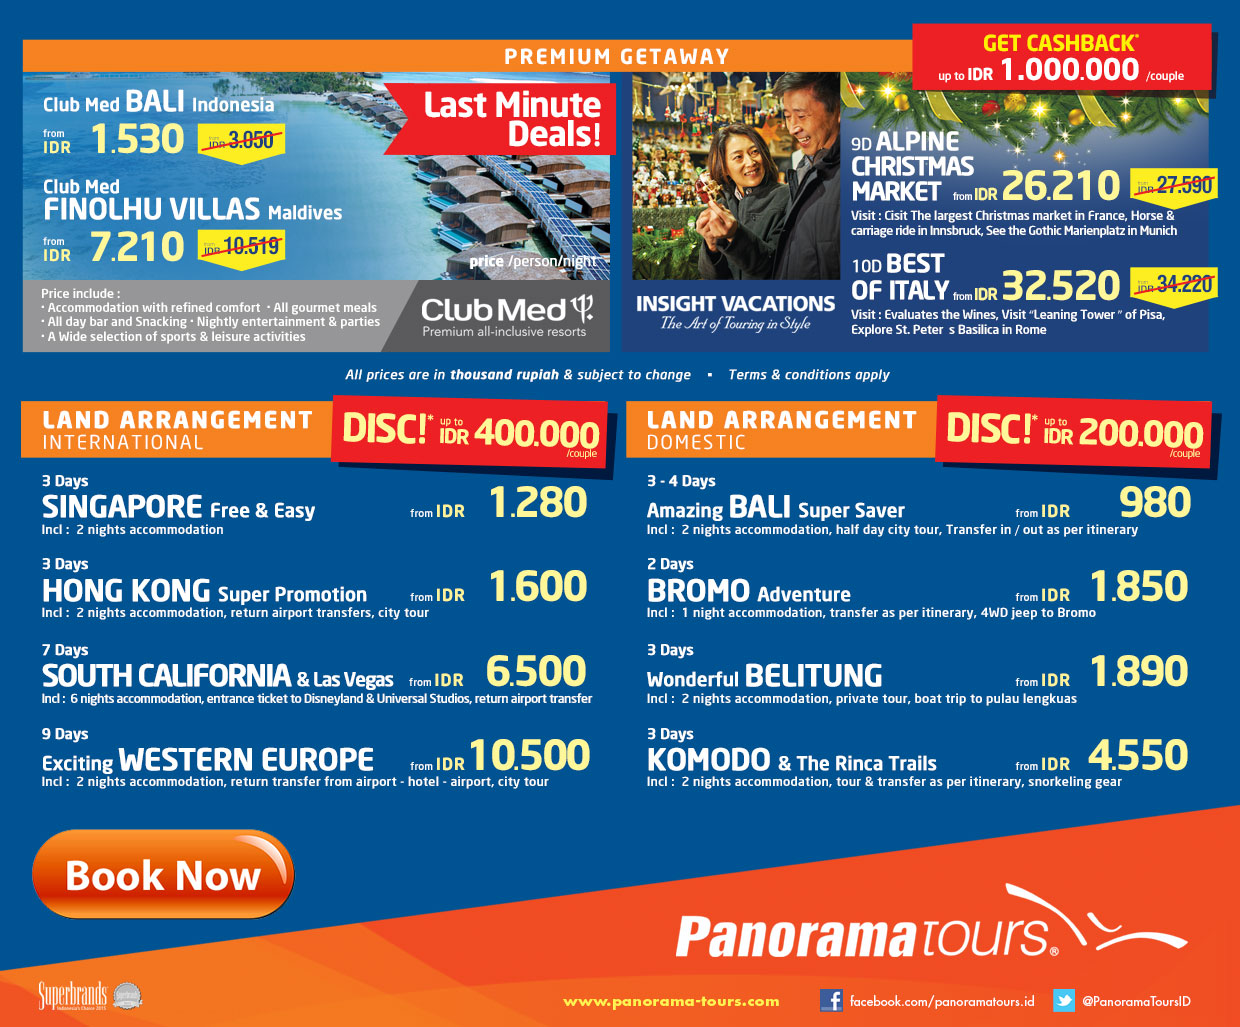 PREMIUM GETAWAY
GET CASHBACK*
up to IDR 1.000.000 /couple
Club Med BALI Indonesia
from IDR 1.530 from IDR 3.050
Last Minute
Deals!
Club Med
FINOLHU VILLAS Maldives
from IDR 7.210 from IDR 10.519
price /person/night
Price include :
· Accommodation with refined comfort · All gourmet meals
· All day bar and Snacking · Nightly entertainment & parties
· A Wide selection of sports & leisure activities
Club Med
Premium all-inclusive resorts
INSIGHT VACATIONS
The Art of Touring in Style
9D ALPINE
CHRISTMAS
MARKET from IDR 26.210 from IDR 27.590
Visit : Cisit The largest Christmas market in France, Horse &
carriage ride in Innsbruck, See the Gothic Marienplatz in Munich
10D BEST
OF ITALY from IDR 32.520 from IDR 34.220
Visit : Evaluates the Wines, Visit “Leaning Tower ” of Pisa,
Explore St. Peter s Basilica in Rome
All prices are in thousand rupiah & subject to change ▪ Terms & conditions apply
LAND ARRANGEMENT
INTERNATIONAL
DISC!* up to IDR 400.000
/couple
3 Days
SINGAPORE Free & Easy from IDR 1.280
Incl : 2 nights accommodation
3 Days
HONG KONG Super Promotion from IDR 1.600
Incl : 2 nights accommodation, return airport transfers, city tour
7 Days
SOUTH CALIFORNIA & Las Vegas from IDR 6.500
Incl : 6 nights accommodation, entrance ticket to Disneyland & Universal Studios, return airport transfer
9 Days
Exciting WESTERN EUROPE from IDR 10.500
Incl : 2 nights accommodation, return transfer from airport - hotel - airport, city tour
LAND ARRANGEMENT
DOMESTIC
DISC!* up to IDR 200.000
/couple
3 - 4 Days
Amazing BALI Super Saver from IDR 980
Incl : 2 nights accommodation, half day city tour, Transfer in / out as per itinerary
2 Days
BROMO Adventure from IDR 1.850
Incl : 1 night accommodation, transfer as per itinerary, 4WD jeep to Bromo
3 Days
Wonderful BELITUNG from IDR 1.890
Incl : 2 nights accommodation, private tour, boat trip to pulau lengkuas
3 Days
KOMODO & The Rinca Trails from IDR 4.550
Incl : 2 nights accommodation, tour & transfer as per itinerary, snorkeling gear
Book Now
Panorama tours®
Superbrands
Indonesia's Choice 2015
www.panorama-tours.com
facebook.com/panoramatours.id
@PanoramaToursID